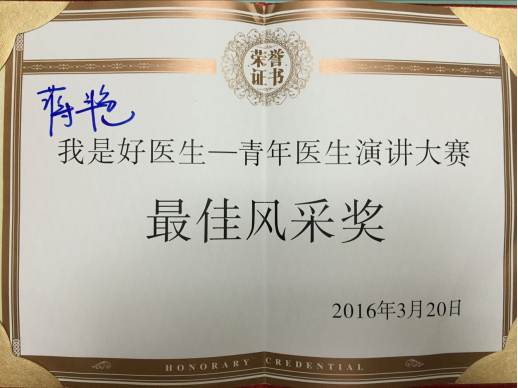 荣誉
证书
蒋艳
我是好医生—青年医生演讲大赛
最佳风采奖
2016年3月20日
HONORARY CREDENTIAL